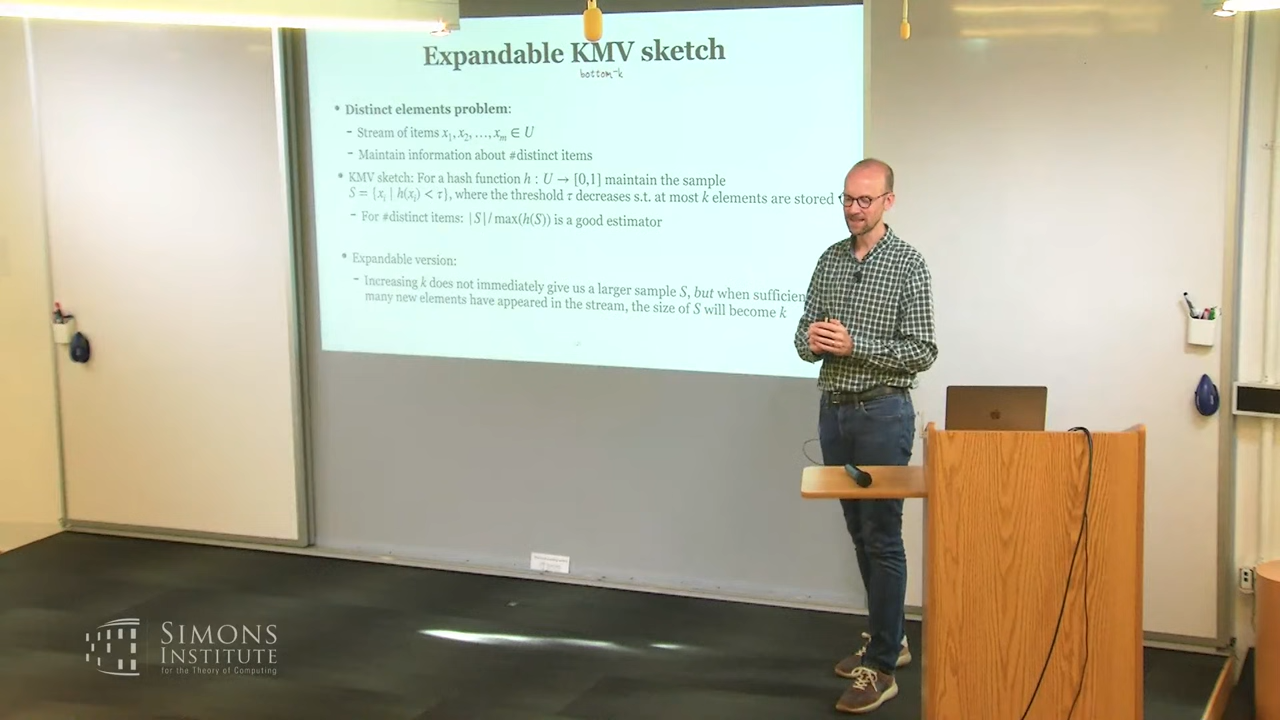 Expandable KMV sketch
bottom-k
• Distinct elements problem:
– Stream of items x₁, x₂, …, xₘ ∈ U
– Maintain information about #distinct items
• KMV sketch: For a hash function h : U → [0,1] maintain the sample
S = {xᵢ | h(xᵢ) < τ}, where the threshold τ decreases s.t. at most k elements are stored
– For #distinct items: |S|/max(h(S)) is a good estimator
• Expandable version:
– Increasing k does not immediately give us a larger sample S, but when sufficien
many new elements have appeared in the stream, the size of S will become k
SIMONS
INSTITUTE
for the Theory of Computing